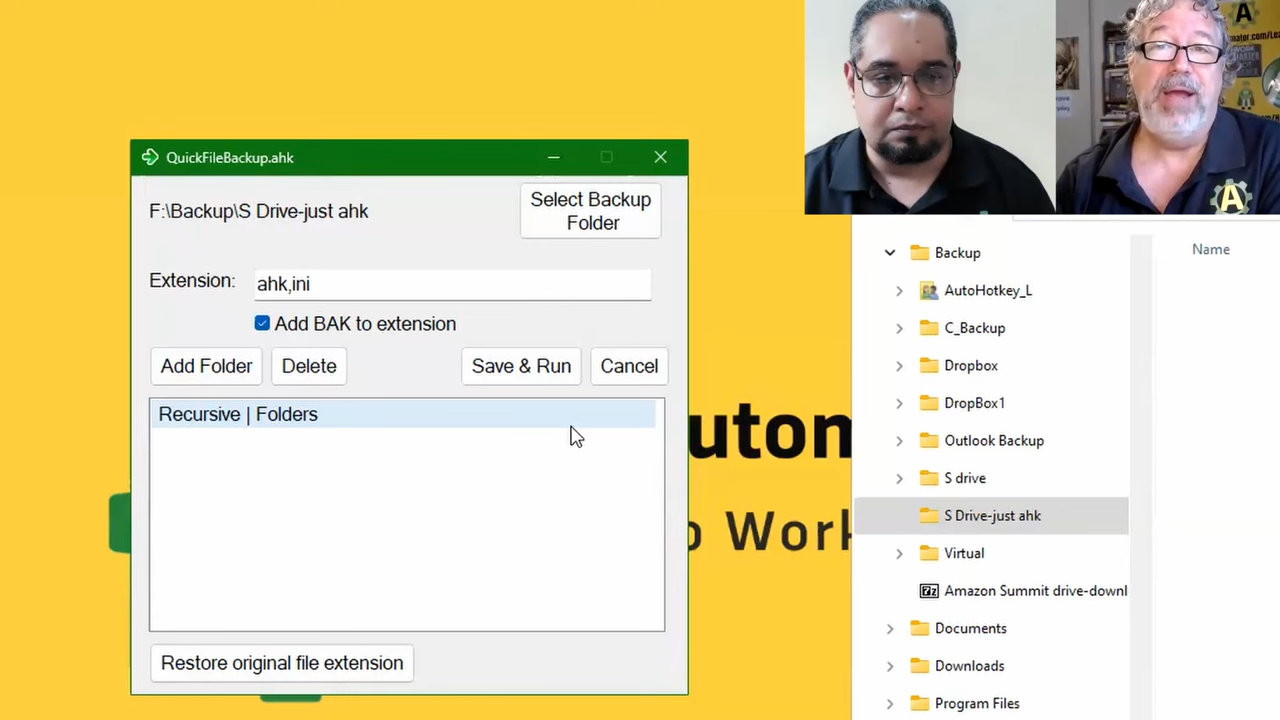 QuickFileBackup.ahk
F:\Backup\S Drive-just ahk
Select Backup
Folder
Extension:
ahk,ini
Add BAK to extension
Add Folder
Delete
Save & Run
Cancel
Recursive | Folders
Restore original file extension
utom
o Work
A
A
Name
Backup
AutoHotkey_L
C_Backup
Dropbox
DropBox1
Outlook Backup
S drive
S Drive-just ahk
Virtual
Amazon Summit drive-downl
Documents
Downloads
Program Files